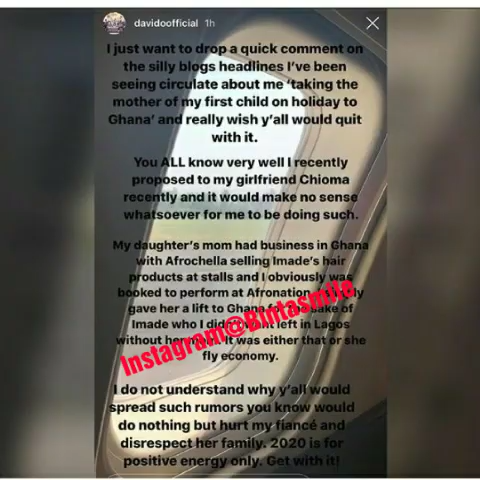 davidoofficial 1h
I just want to drop a quick comment on
the silly blogs headlines I've been
seeing circulate about me 'taking the
mother of my first child on holiday to
Ghana' and really wish y'all would quit
with it.
You ALL know very well I recently
proposed to my girlfriend Chioma
recently and it would make no sense
whatsoever for me to be doing such.
My daughter's mom had business in Ghana
with Afrochella selling Imade's hair
products at stalls and I obviously was
booked to perform at Afronation
gave her a lift to Ghana sake of
Imade who I left in Lagos
without her It was either that or she
fly economy.
Instagram@Bintasmile
I do not understand why y'all would
spread such rumors you know would
do nothing but hurt my fiancé and
disrespect her family. 2020 is for
positive energy only. Get with it!